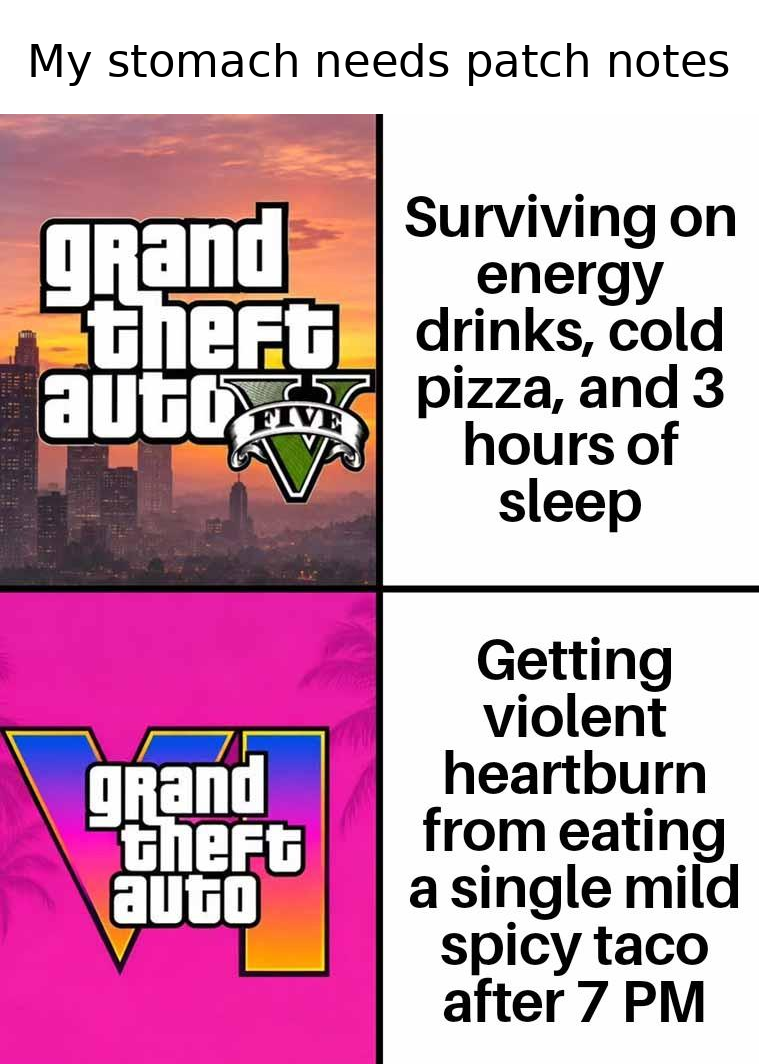 My stomach needs patch notes
grand
theft
auto V
FIVE
Surviving on
energy
drinks, cold
pizza, and 3
hours of
sleep
VI
grand
theft
auto
Getting
violent
heartburn
from eating
a single mild
spicy taco
after 7 PM